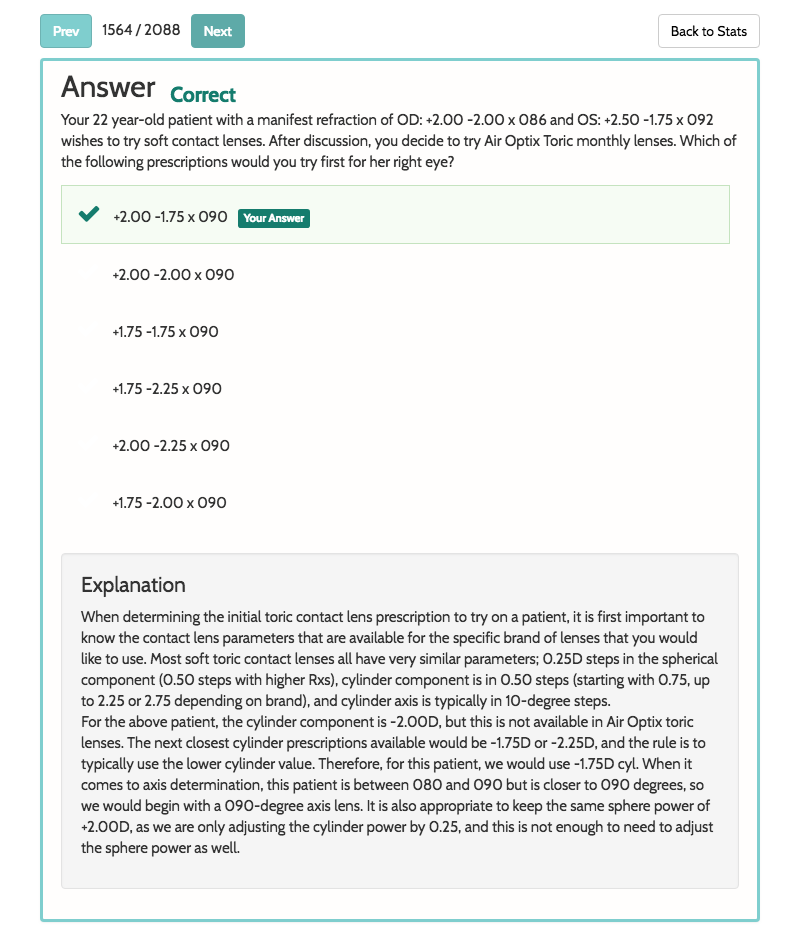 Prev 1564 / 2088 Next Back to Stats
Answer Correct
Your 22 year-old patient with a manifest refraction of OD: +2.00 -2.00 x 086 and OS: +2.50 -1.75 x 092
wishes to try soft contact lenses. After discussion, you decide to try Air Optix Toric monthly lenses. Which of
the following prescriptions would you try first for her right eye?
+2.00 -1.75 x 090 Your Answer
+2.00 -2.00 x 090
+1.75 -1.75 x 090
+1.75 -2.25 x 090
+2.00 -2.25 x 090
+1.75 -2.00 x 090
Explanation
When determining the initial toric contact lens prescription to try on a patient, it is first important to
know the contact lens parameters that are available for the specific brand of lenses that you would
like to use. Most soft toric contact lenses all have very similar parameters; 0.25D steps in the spherical
component (0.50 steps with higher Rxs), cylinder component is in 0.50 steps (starting with 0.75, up
to 2.25 or 2.75 depending on brand), and cylinder axis is typically in 10-degree steps.
For the above patient, the cylinder component is -2.00D, but this is not available in Air Optix toric
lenses. The next closest cylinder prescriptions available would be -1.75D or -2.25D, and the rule is to
typically use the lower cylinder value. Therefore, for this patient, we would use -1.75D cyl. When it
comes to axis determination, this patient is between 080 and 090 but is closer to 090 degrees, so
we would begin with a 090-degree axis lens. It is also appropriate to keep the same sphere power of
+2.00D, as we are only adjusting the cylinder power by 0.25, and this is not enough to need to adjust
the sphere power as well.